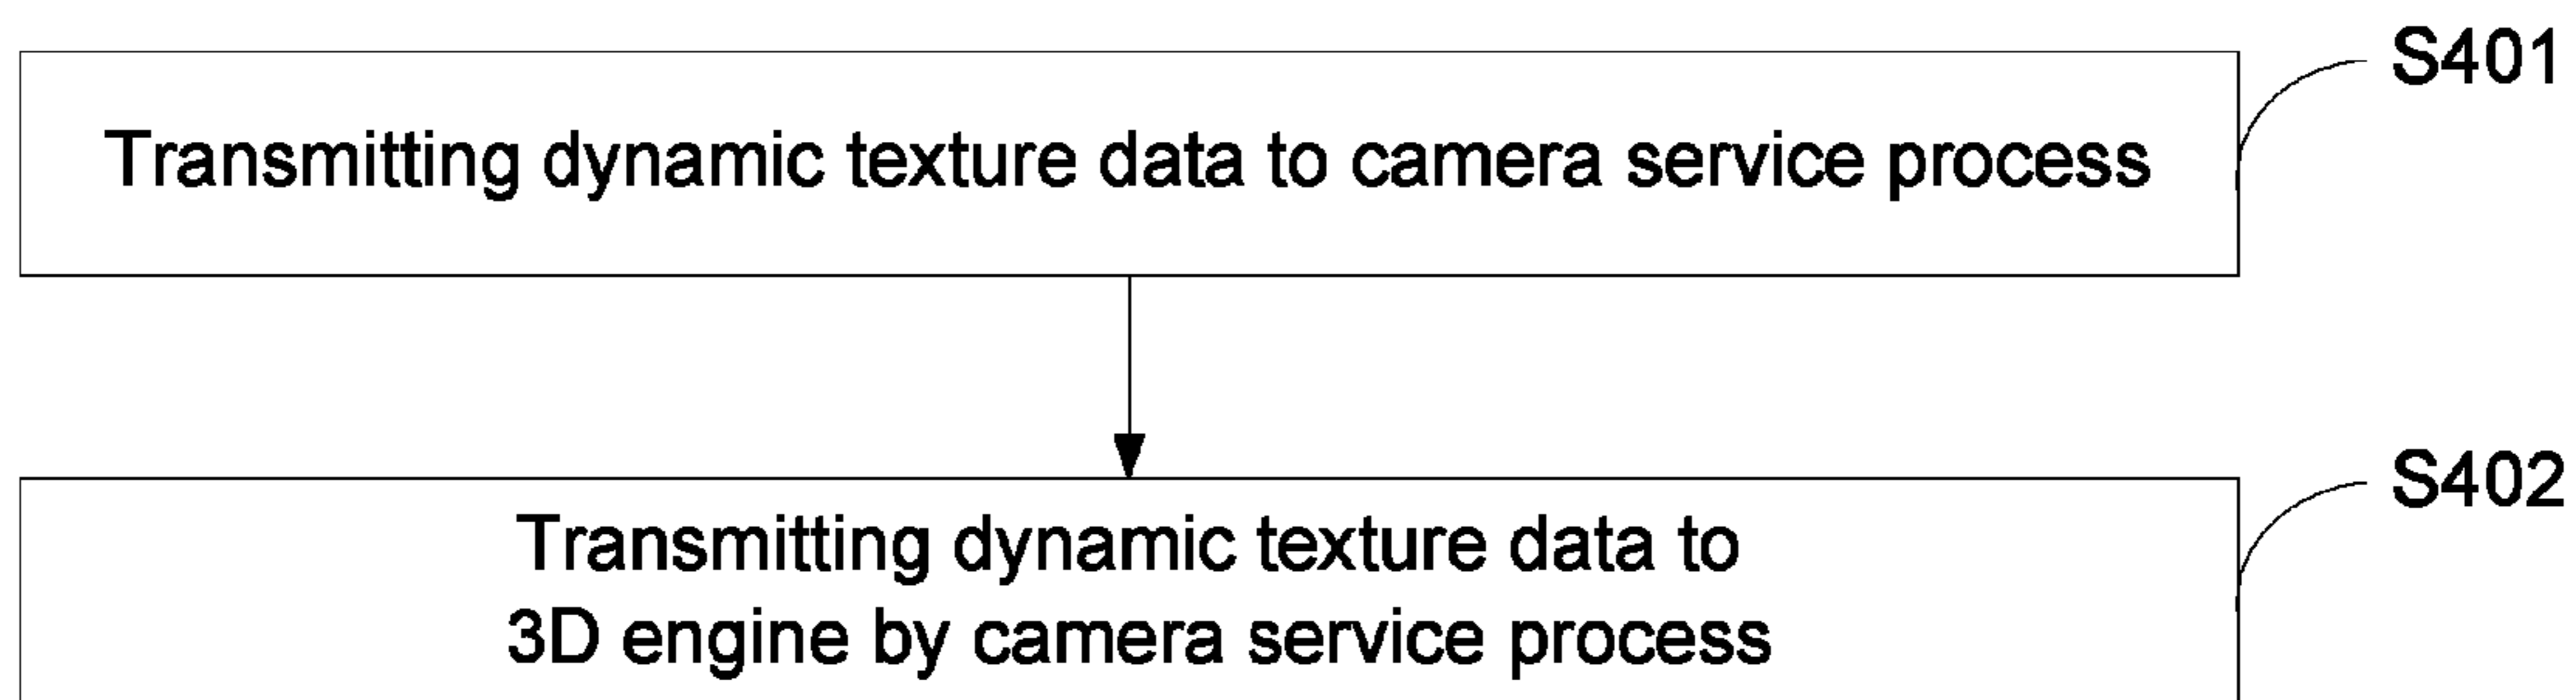 S401
Transmitting dynamic texture data to camera service process
S402
Transmitting dynamic texture data to
3D engine by camera service process